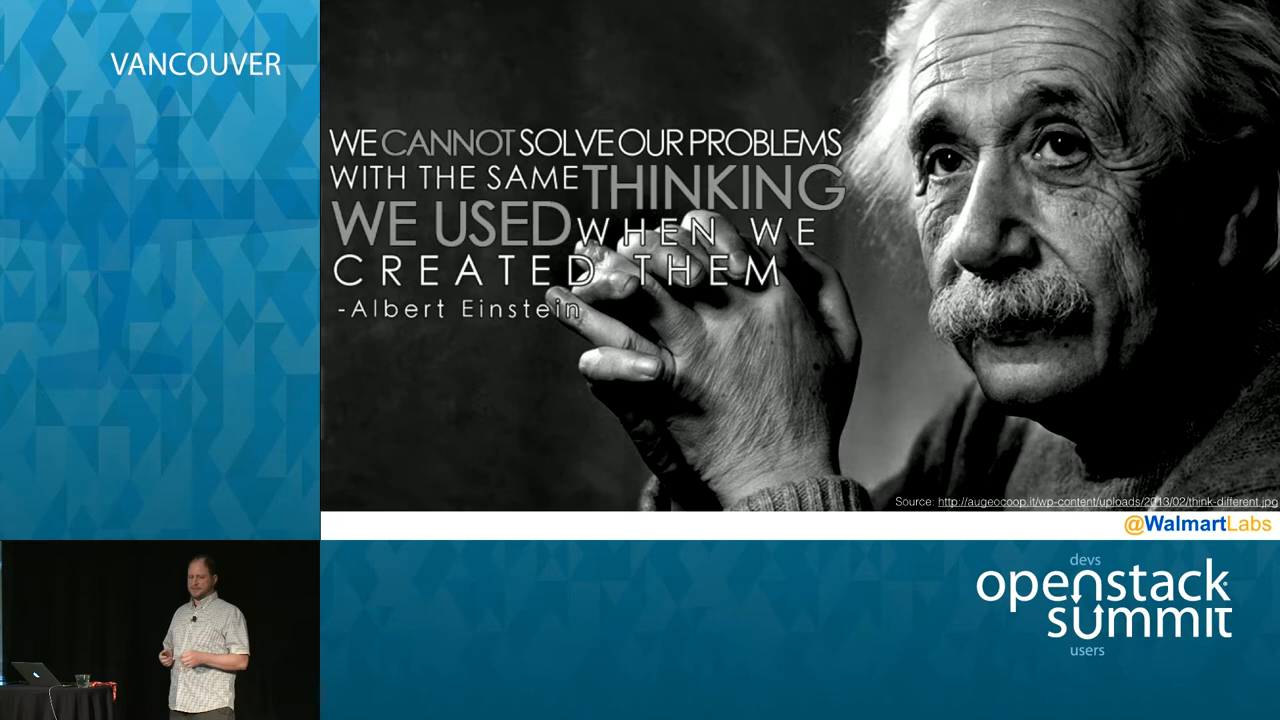 VANCOUVER
WE CANNOT SOLVE OUR PROBLEMS
WITH THE SAME THINKING
WE USED WHEN WE
CREATED THEM
-Albert Einstein
Source: http://augeocoop.it/wp-content/uploads/2013/02/think-different.jpg
@WalmartLabs
devs
openstack
summit
users